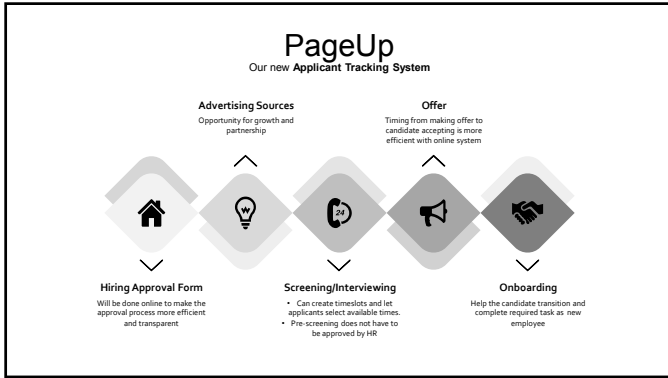 PageUp
Our new Applicant Tracking System
Advertising Sources
Opportunity for growth and
partnership
Offer
Timing from making offer to
candidate accepting is more
efficient with online system
24
Hiring Approval Form
Will be done online to make the
approval process more efficient
and transparent
Screening/Interviewing
• Can create timeslots and let
applicants select available times.
• Pre-screening does not have to
be approved by HR
Onboarding
Help the candidate transition and
complete required task as new
employee